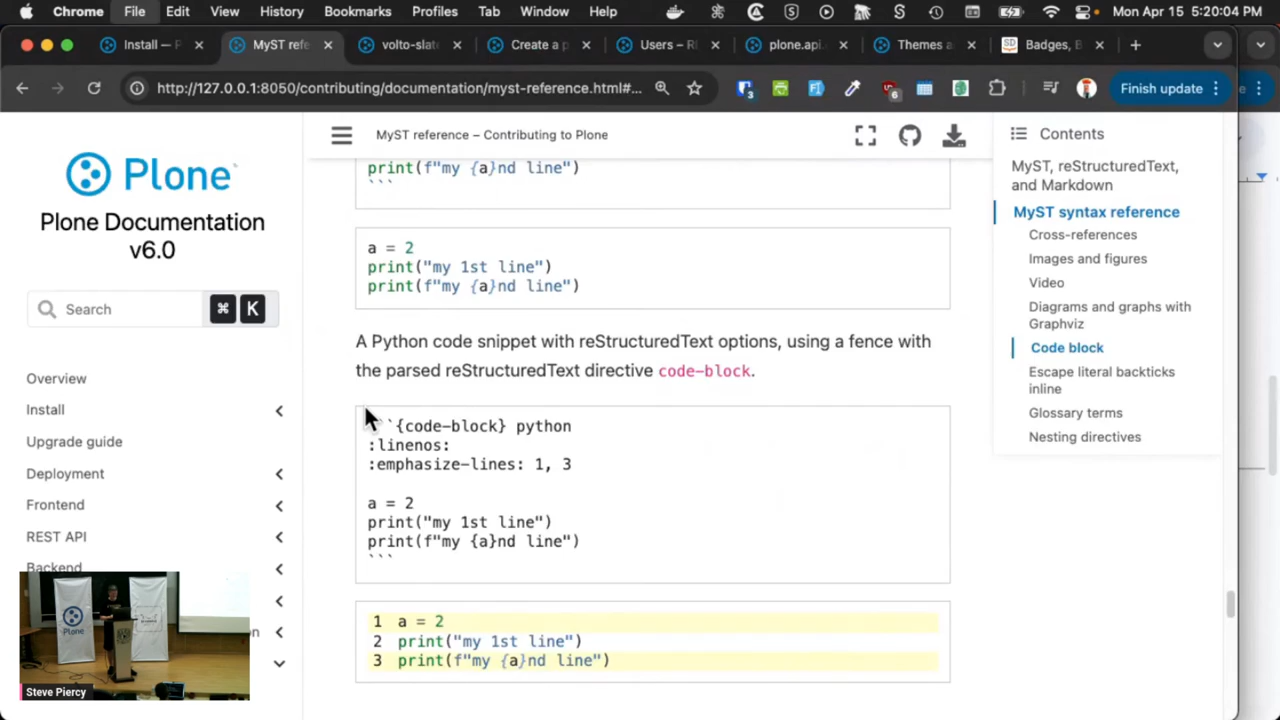 Chrome File Edit View History Bookmarks Profiles Tab Window Help Mon Apr 15 5:20:04 PM
Install — P
MyST refe
volto-slate
Create a p
Users – RE
plone.api.
Themes a
Badges, B
http://127.0.0.1:8050/contributing/documentation/myst-reference.html#...
3
6
Finish update
Plone
Plone Documentation
v6.0
Search ⌘ K
Overview
Install
Upgrade guide
Deployment
Frontend
REST API
Backend
Plone
Steve Piercy
MyST reference – Contributing to Plone
print(f"my {a}nd line")
```
a = 2
print("my 1st line")
print(f"my {a}nd line")
A Python code snippet with reStructuredText options, using a fence with
the parsed reStructuredText directive code-block.
```{code-block} python
:linenos:
:emphasize-lines: 1, 3
a = 2
print("my 1st line")
print(f"my {a}nd line")
```
1 a = 2
2 print("my 1st line")
3 print(f"my {a}nd line")
Contents
MyST, reStructuredText,
and Markdown
MyST syntax reference
Cross-references
Images and figures
Video
Diagrams and graphs with
Graphviz
Code block
Escape literal backticks
inline
Glossary terms
Nesting directives